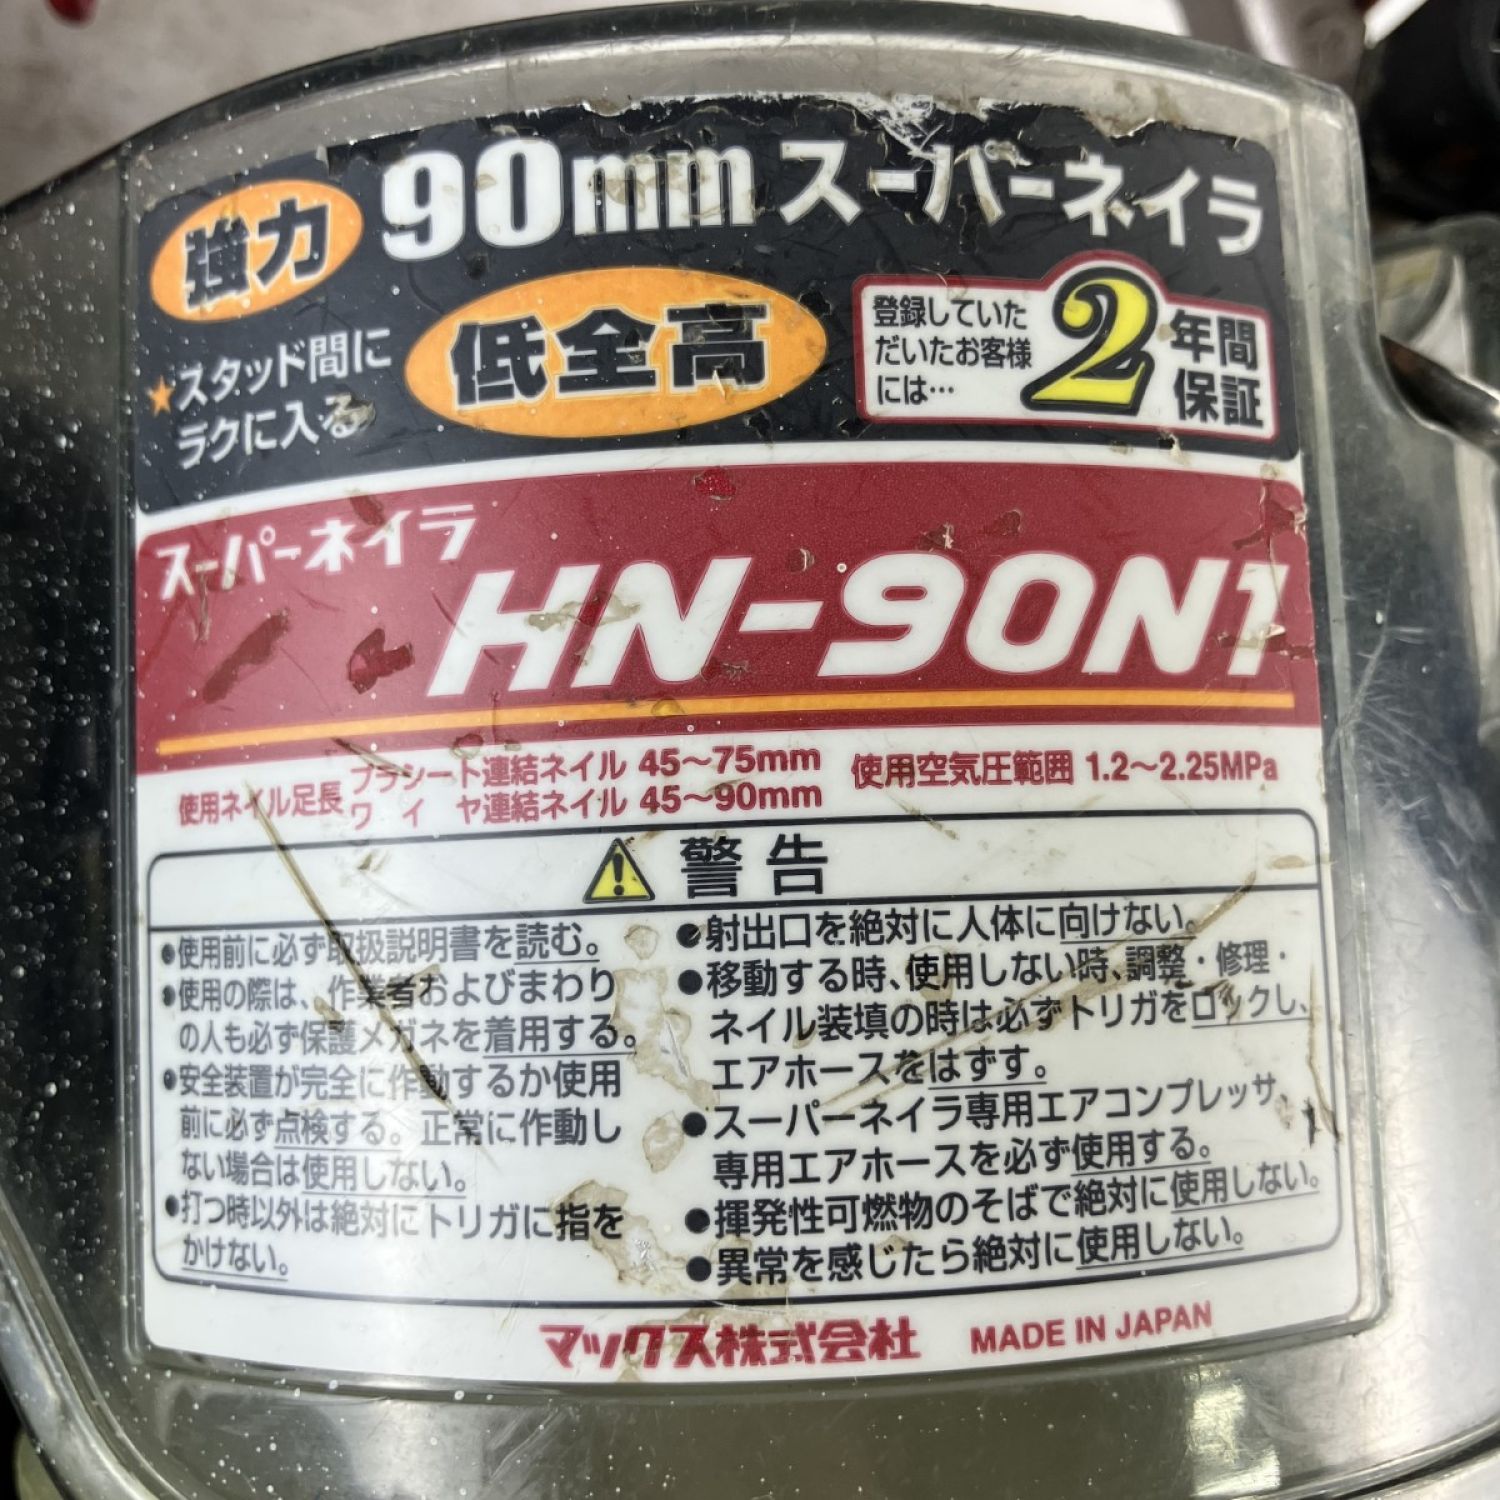 強力 90mmスーパーネイラ
★スタッド間に
ラクに入る
低全高
登録していた
だいたお客様
には…
2年間
保証
スーパーネイラ
HN-90N1
使用ネイル足長
プラシート連結ネイル 45～75mm
ワイヤ連結ネイル 45～90mm
使用空気圧範囲 1.2～2.25MPa
警告
●使用前に必ず取扱説明書を読む。
●使用の際は、作業者およびまわり
の人も必ず保護メガネを着用する。
●安全装置が完全に作動するか使用
前に必ず点検する。正常に作動し
ない場合は使用しない。
●打つ時以外は絶対にトリガに指を
かけない。
●射出口を絶対に人体に向けない。
●移動する時、使用しない時、調整・修理・
ネイル装填の時は必ずトリガをロックし、
エアホースをはずす。
●スーパーネイラ専用エアコンプレッサ、
専用エアホースを必ず使用する。
●揮発性可燃物のそばで絶対に使用しない。
●異常を感じたら絶対に使用しない。
マックス株式会社 MADE IN JAPAN